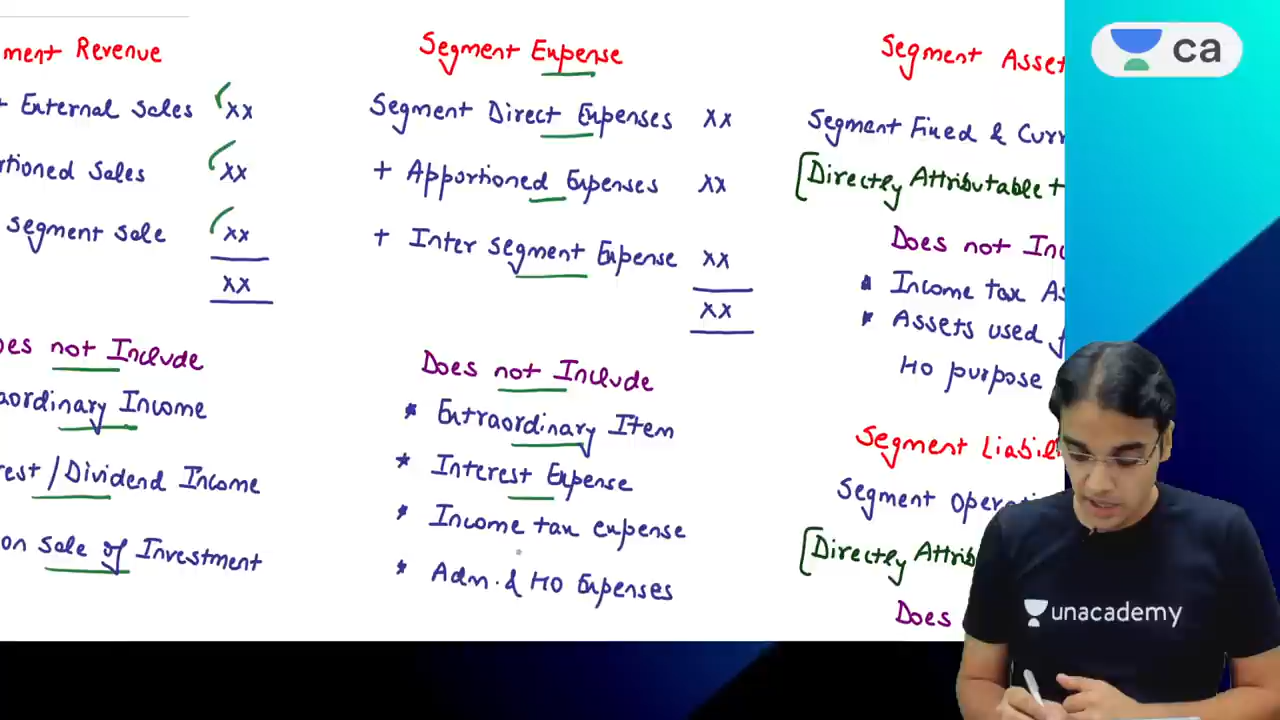 ment Revenue
+ External Sales xx
rtioned Sales xx
segment sale xx
xx
oes not Include
aordinary Income
rest / Dividend Income
on sale of Investment
Segment Expense
Segment Direct Expenses xx
+ Apportioned Expenses xx
+ Inter segment Expense xx
xx
Does not Include
* Extraordinary Item
* Interest Expense
* Income tax expense
* Adm. & HO Expenses
Segment Asset
Segment Fixed & Curr
[Directly Attributable t
Does not Inc
* Income tax As
* Assets used f
HO purpose
Segment Liabili
Segment Opera
[Directly Attrib
Does
ca
unacademy